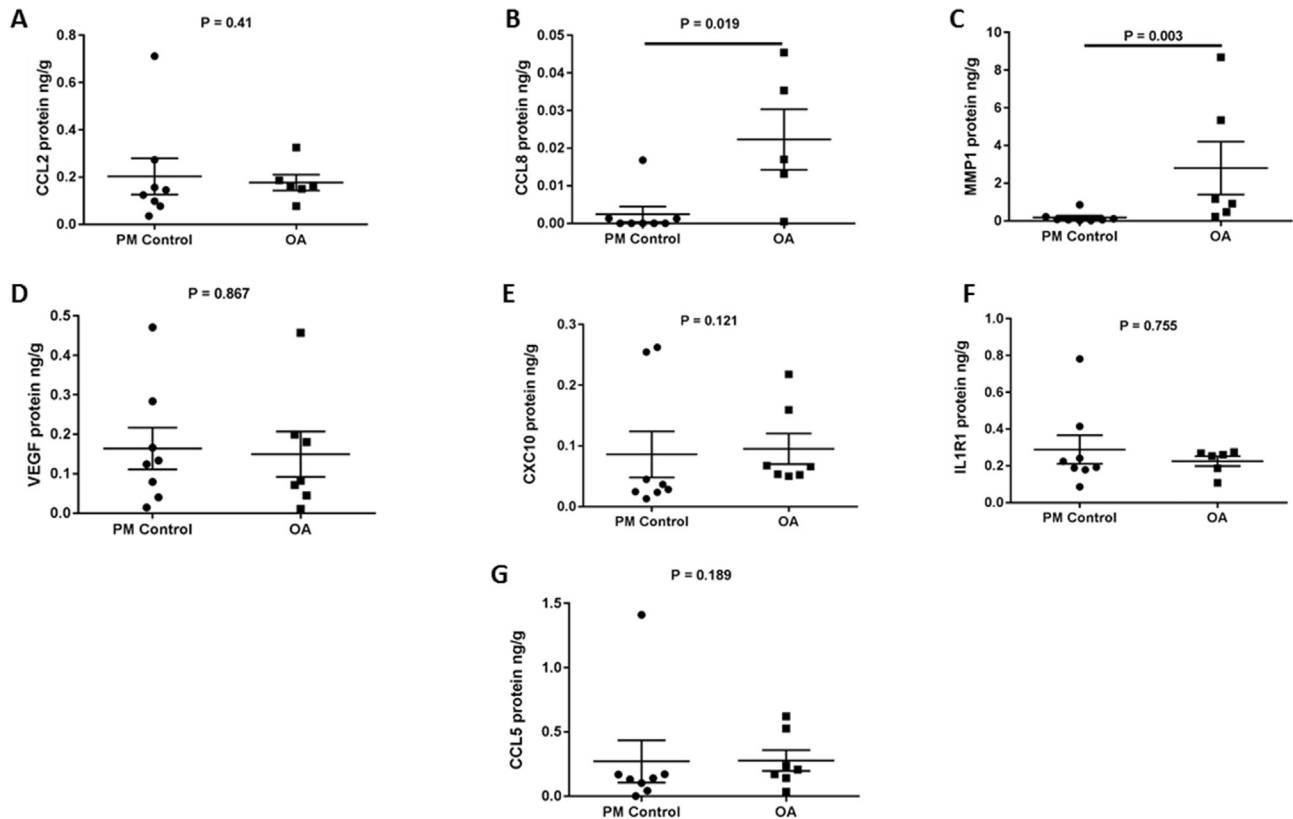 A
P = 0.41
CCL2 protein ng/g
0.8
0.6
0.4
0.2
0.0
PM Control
OA
B
P = 0.019
CCL8 protein ng/g
0.05
0.04
0.03
0.02
0.01
0.00
PM Control
OA
C
P = 0.003
MMP1 protein ng/g
10
8
6
4
2
0
PM Control
OA
D
P = 0.867
VEGF protein ng/g
0.5
0.4
0.3
0.2
0.1
0.0
PM Control
OA
E
P = 0.121
CXC10 protein ng/g
0.3
0.2
0.1
0.0
PM Control
OA
F
P = 0.755
IL1R1 protein ng/g
1.0
0.8
0.6
0.4
0.2
0.0
PM Control
OA
G
P = 0.189
CCL5 protein ng/g
1.5
1.0
0.5
0.0
PM Control
OA